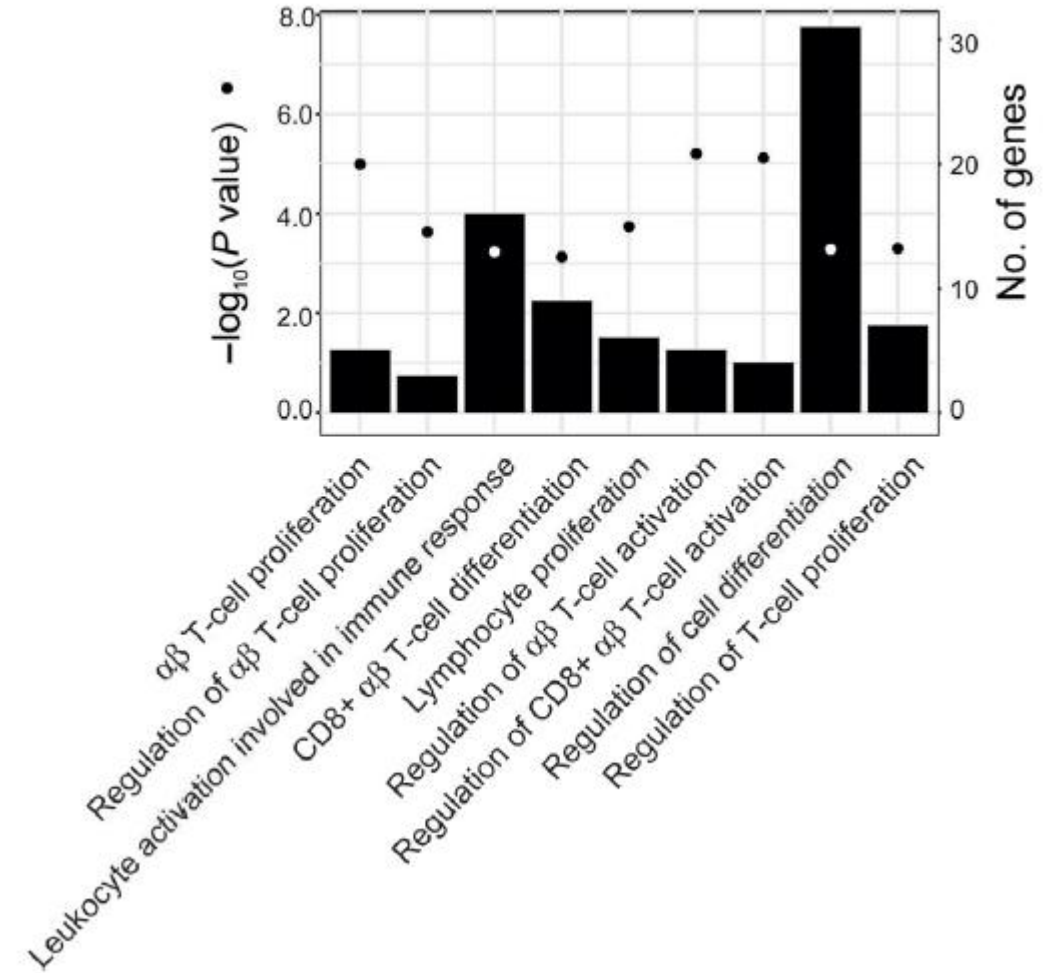 8.0
6.0
4.0
2.0
0.0
−log₁₀(P value) ●
30
20
10
0
No. of genes
αβ T-cell proliferation
Regulation of αβ T-cell proliferation
Leukocyte activation involved in immune response
CD8+ αβ T-cell differentiation
Lymphocyte proliferation
Regulation of αβ T-cell activation
Regulation of CD8+ αβ T-cell activation
Regulation of cell differentiation
Regulation of T-cell proliferation